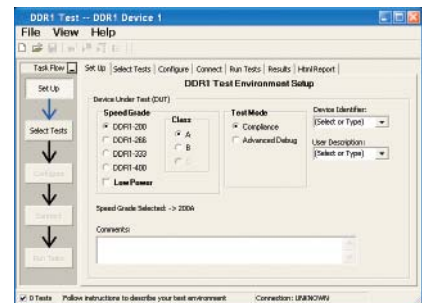 DDR1 Test -- DDR1 Device 1
File View Help
Task Flow
Set Up
Select Tests
Configure
Connect
Run Tests
Set Up Select Tests Configure Connect Run Tests Results Html Report
DDR1 Test Environment Setup
Device Under Test (DUT)
Speed Grade
DDR1-200
DDR1-266
DDR1-333
DDR1-400
Low Power
Class
A
B
C
Test Mode
Compliance
Advanced Debug
Device Identifier:
(Select or Type)
User Description:
(Select or Type)
Speed Grade Selected: -> 200A
Comments:
0 Tests Follow instructions to describe your test environment Connection: UNKNOWN